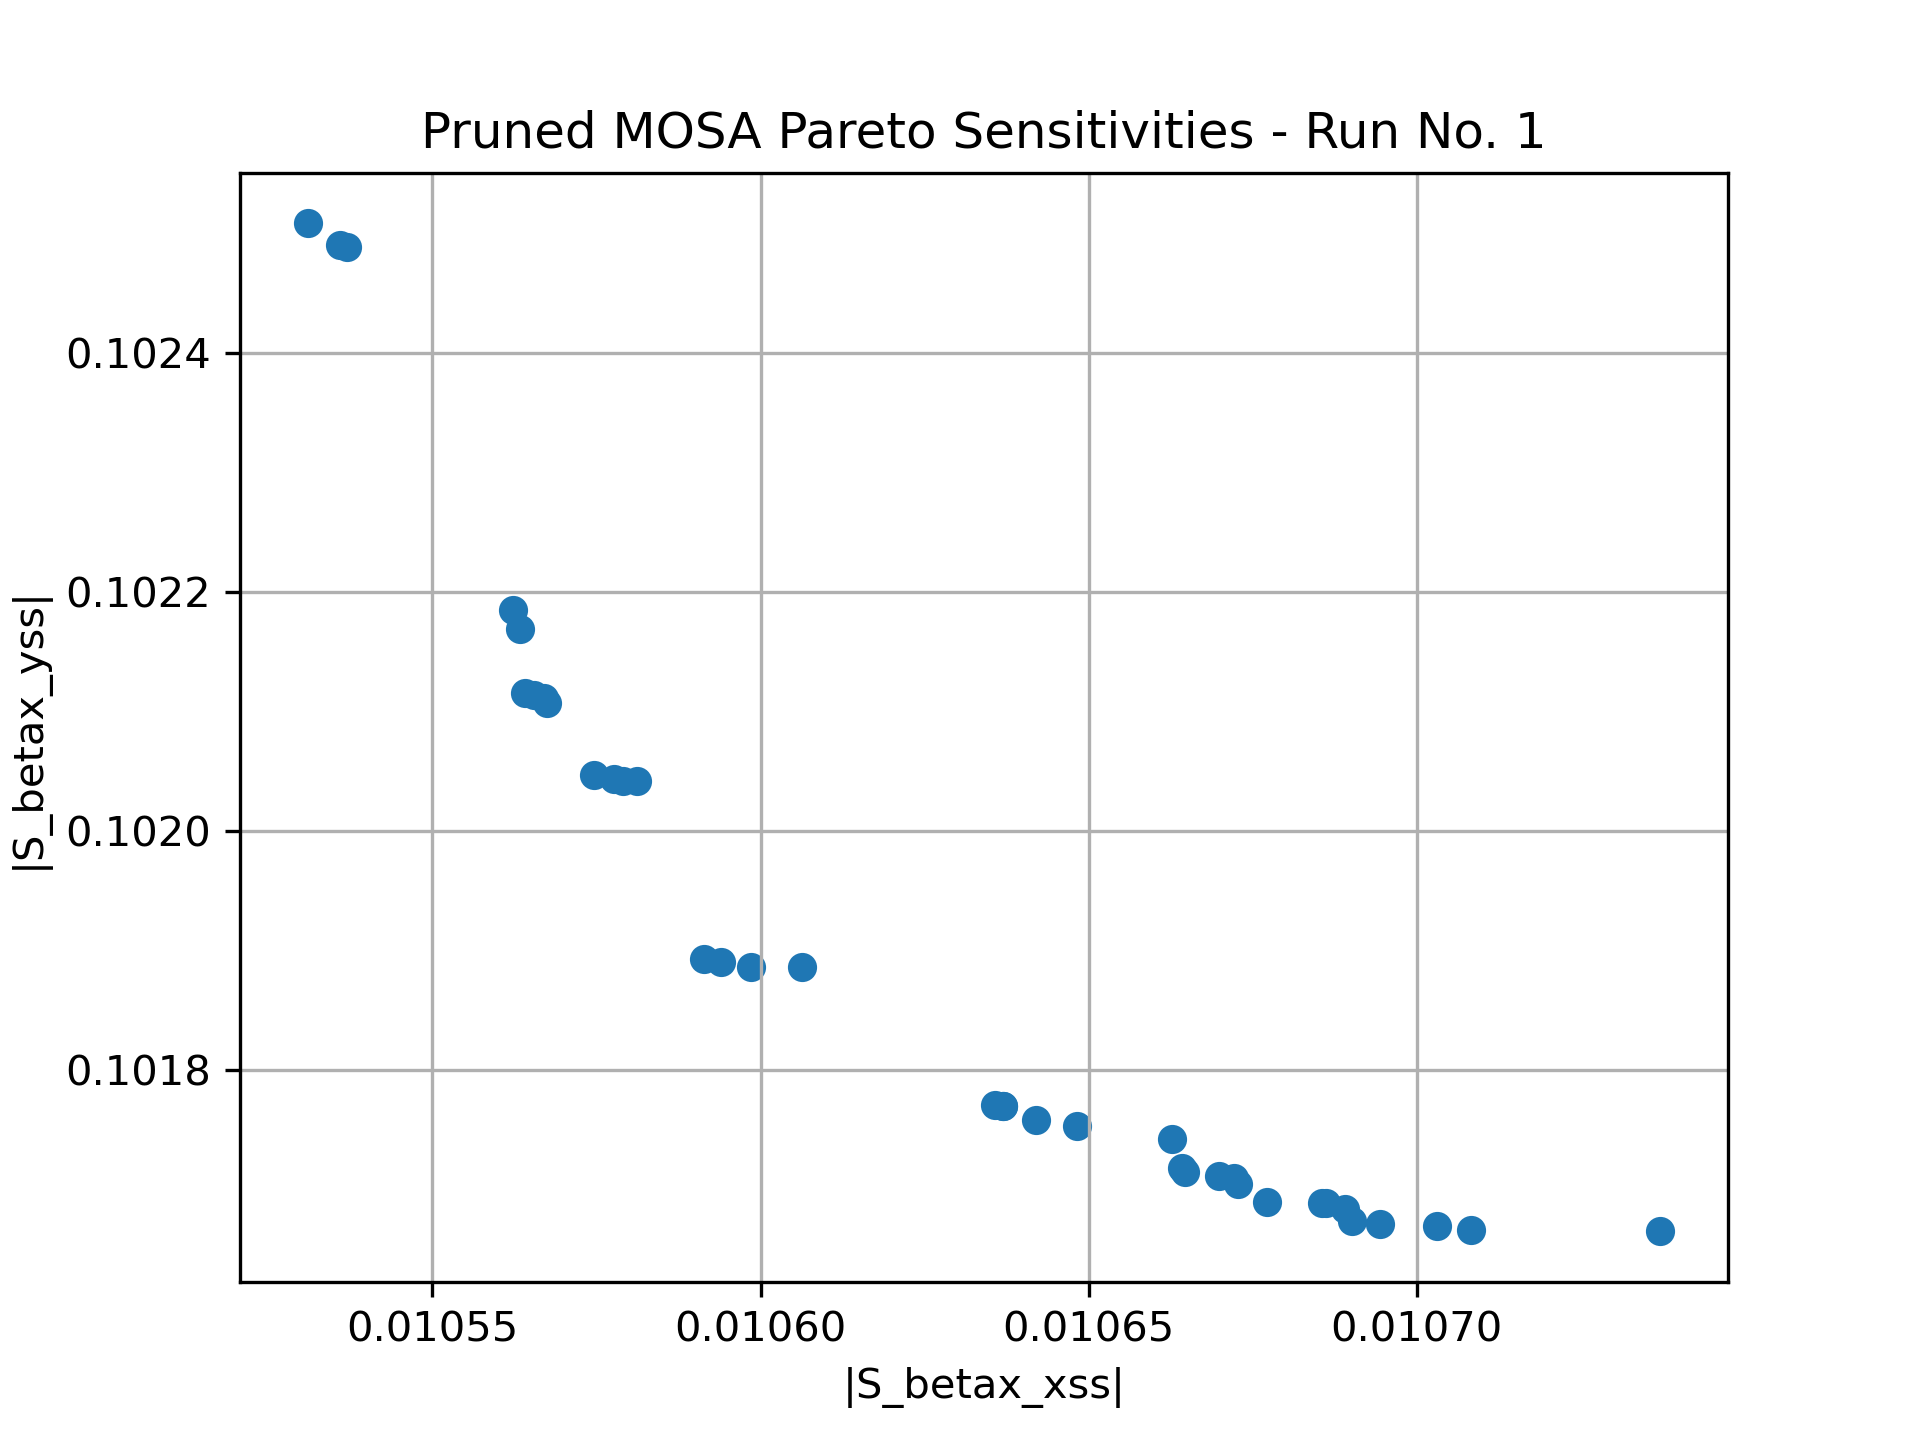 Pruned MOSA Pareto Sensitivities - Run No. 1
|S_betax_yss|
0.1024
0.1022
0.1020
0.1018
0.01055
0.01060
0.01065
0.01070
|S_betax_xss|